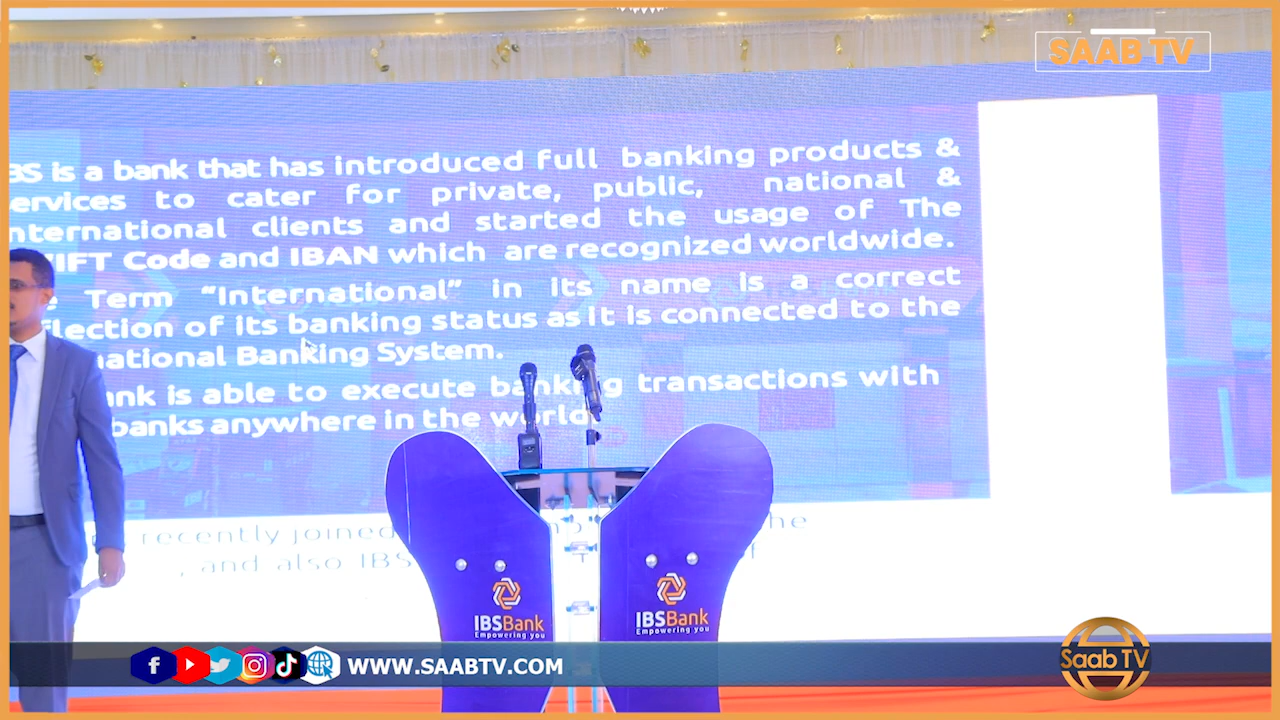 SAAB TV
BS is a bank that has introduced full banking products &
ervices to cater for private, public, national &
nternational clients and started the usage of The
IFT Code and IBAN which are recognized worldwide.
Term “International” in its name is a correct
flection of its banking status as it is connected to the
national Banking System.
ank is able to execute banking transactions with
banks anywhere in the world.
recently joined he
, and also IBS
IBSBank
Empowering you
IBSBank
Empowering you
WWW.SAABTV.COM
Saab TV